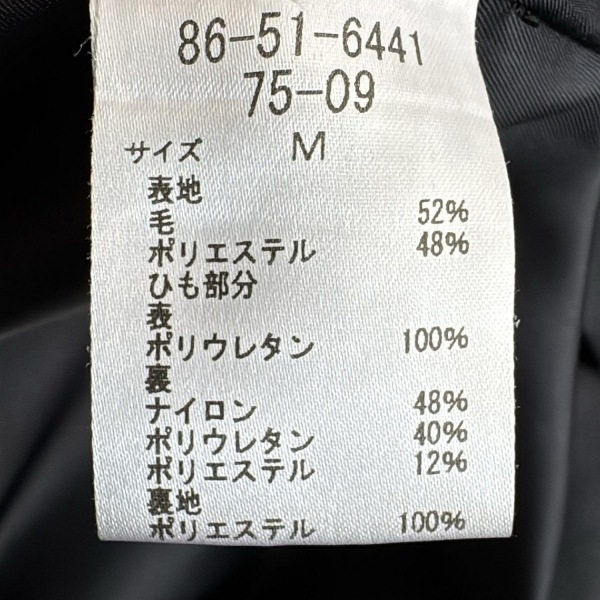 86-51-6441
75-09
サイズ M
表地
毛 52%
ポリエステル 48%
ひも部分
表
ポリウレタン 100%
裏
ナイロン 48%
ポリウレタン 40%
ポリエステル 12%
裏地
ポリエステル 100%